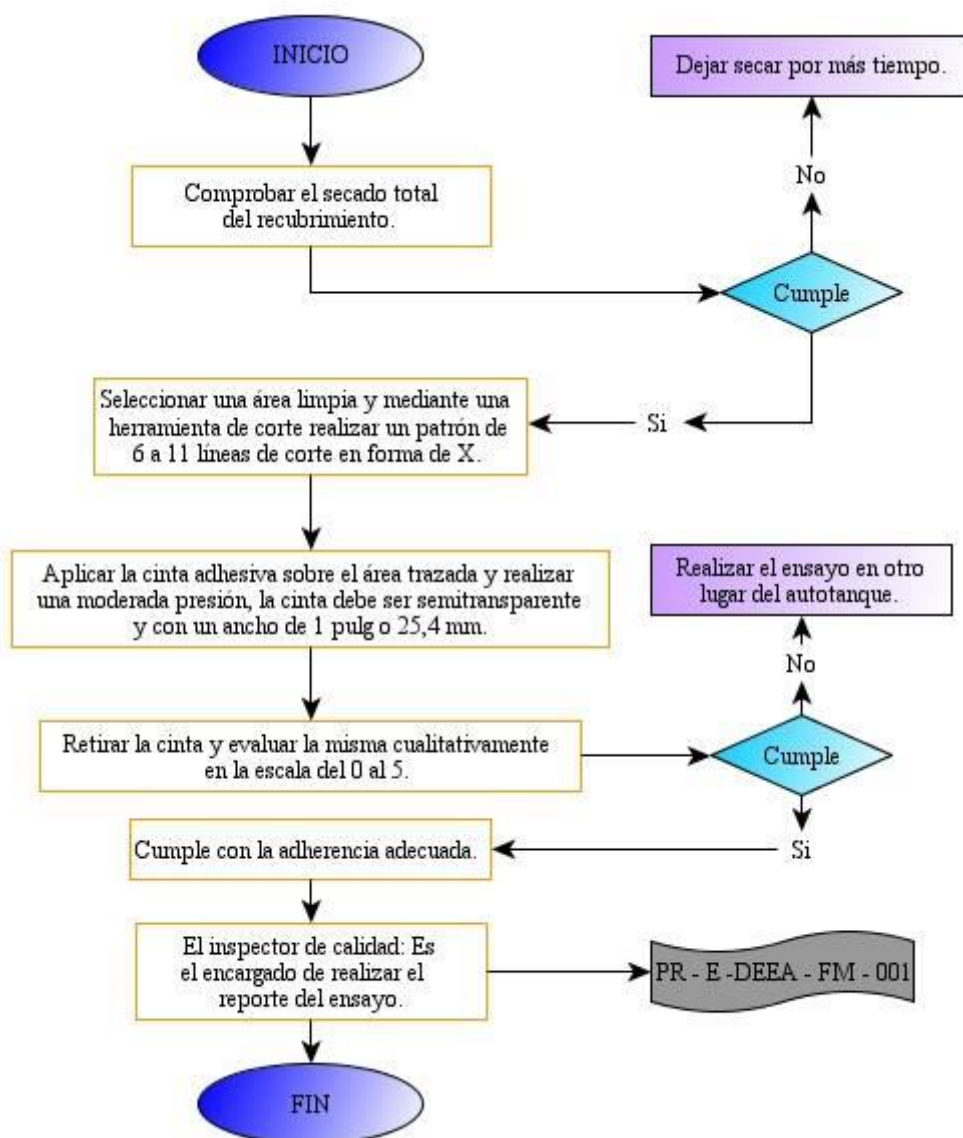 INICIO
Dejar secar por más tiempo.
No
Comprobar el secado total
del recubrimiento.
Cumple
Seleccionar una área limpia y mediante una
herramienta de corte realizar un patrón de
6 a 11 líneas de corte en forma de X.
Si
Aplicar la cinta adhesiva sobre el área trazada y realizar
una moderada presión, la cinta debe ser semitransparente
y con un ancho de 1 pulg o 25,4 mm.
Realizar el ensayo en otro
lugar del autotanque.
No
Retirar la cinta y evaluar la misma cualitativamente
en la escala del 0 al 5.
Cumple
Si
Cumple con la adherencia adecuada.
El inspector de calidad: Es
el encargado de realizar el
reporte del ensayo.
PR - E -DEEA - FM - 001
FIN